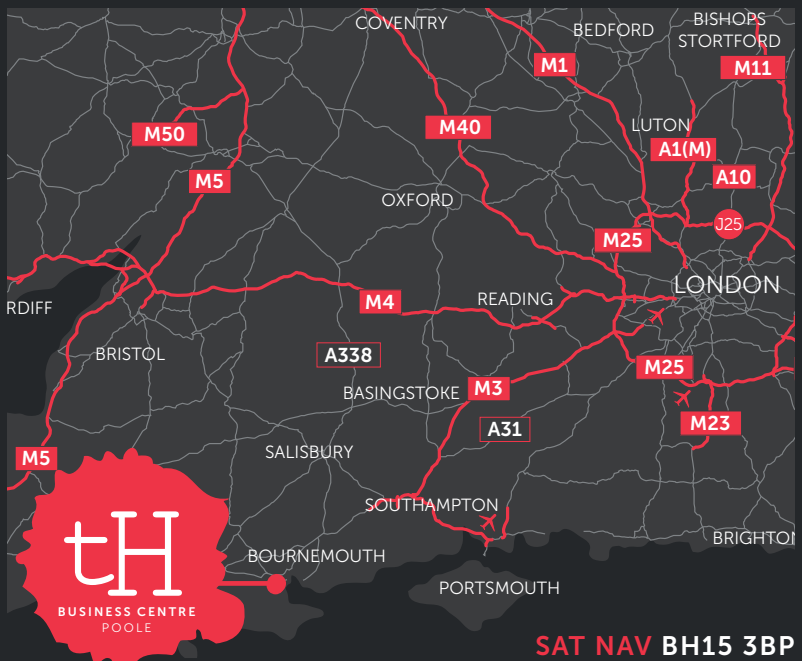 COVENTRY
BEDFORD
BISHOPS
STORTFORD
M1
M11
M50
M40
LUTON
A1(M)
M5
A10
OXFORD
J25
M25
LONDON
RDIFF
M4
READING
BRISTOL
A338
M25
BASINGSTOKE
M3
A31
M23
M5
SALISBURY
SOUTHAMPTON
tH
BUSINESS CENTRE
POOLE
BOURNEMOUTH
BRIGHTON
PORTSMOUTH
SAT NAV BH15 3BP